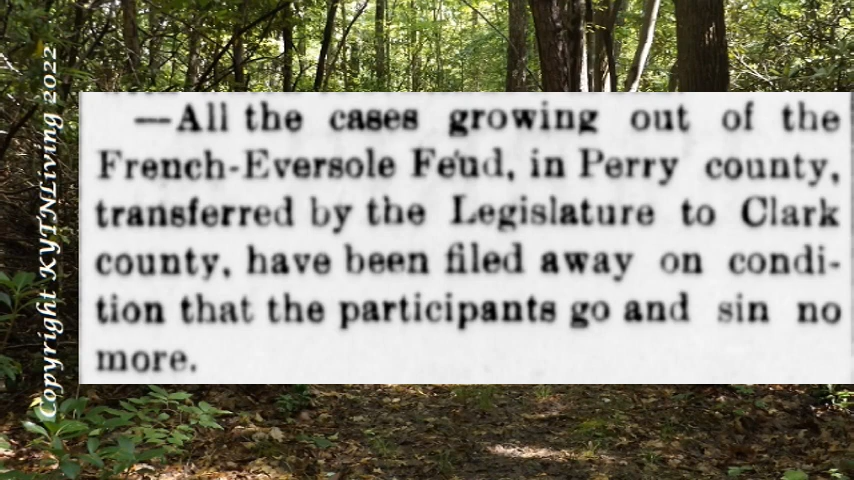 —All the cases growing out of the
French-Eversole Feud, in Perry county,
transferred by the Legislature to Clark
county, have been filed away on condi-
tion that the participants go and sin no
more.
Copyright KYTNLiving 2022